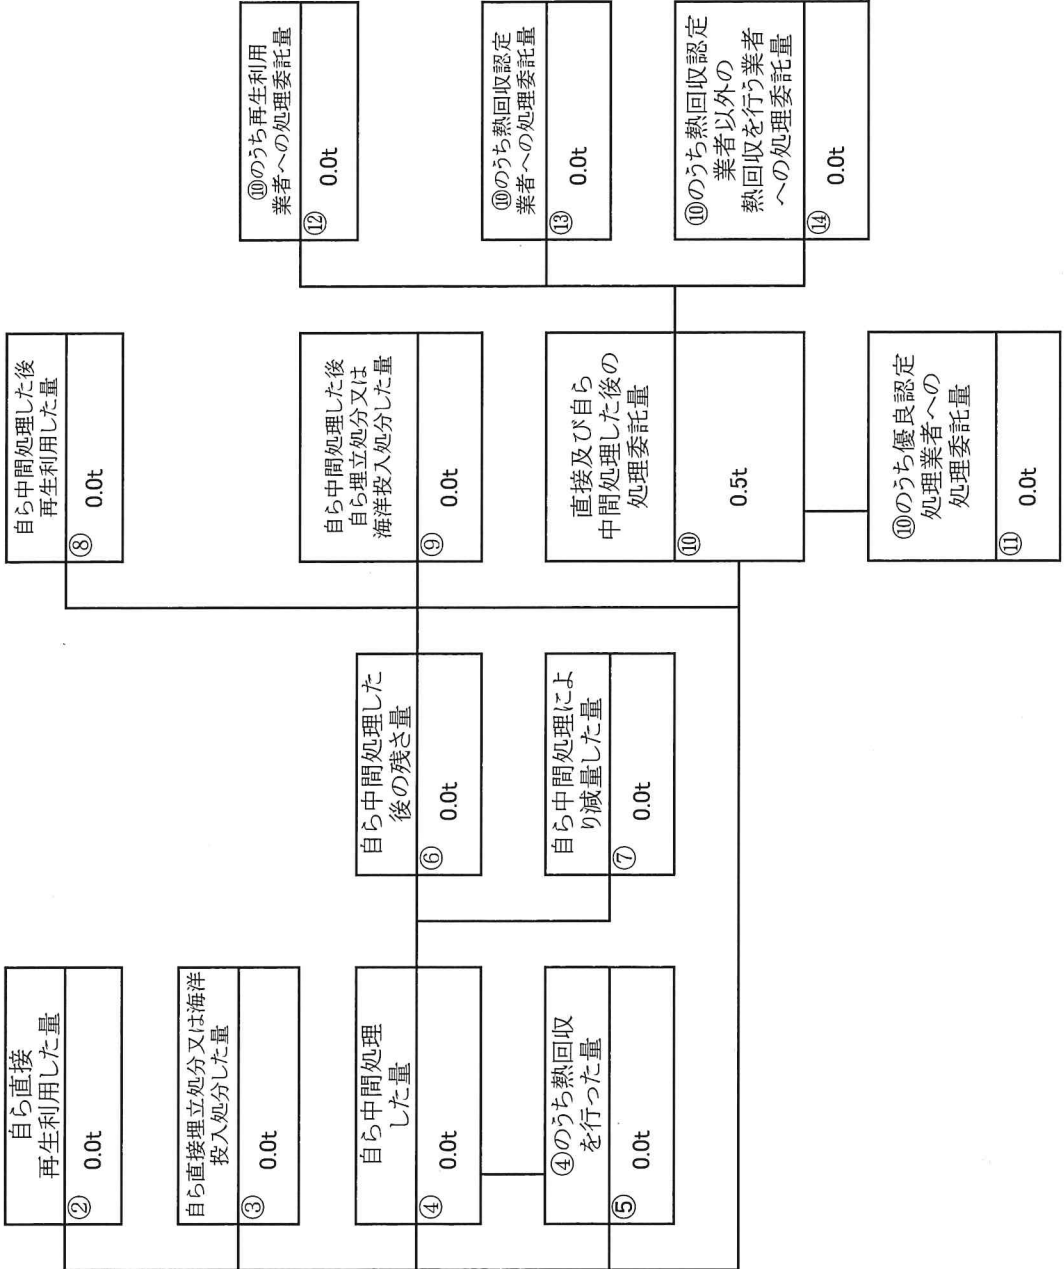 自ら直接
再生利用した量
②
0.0t
自ら直接埋立処分又は海洋
投入処分した量
③
0.0t
自ら中間処理
した量
④
0.0t
④のうち熱回収
を行った量
⑤
0.0t
自ら中間処理した
後の残さ量
⑥
0.0t
自ら中間処理によ
り減量した量
⑦
0.0t
自ら中間処理した後
再生利用した量
⑧
0.0t
自ら中間処理した後
自ら埋立処分又は
海洋投入処分した量
⑨
0.0t
直接及び自ら
中間処理した後の
処理委託量
⑩
0.5t
⑩のうち優良認定
処理業者への
処理委託量
⑪
0.0t
⑩のうち再生利用
業者への処理委託量
⑫
0.0t
⑩のうち熱回収認定
業者への処理委託量
⑬
0.0t
⑩のうち熱回収認定
業者以外の
熱回収を行う業者
への処理委託量
⑭
0.0t